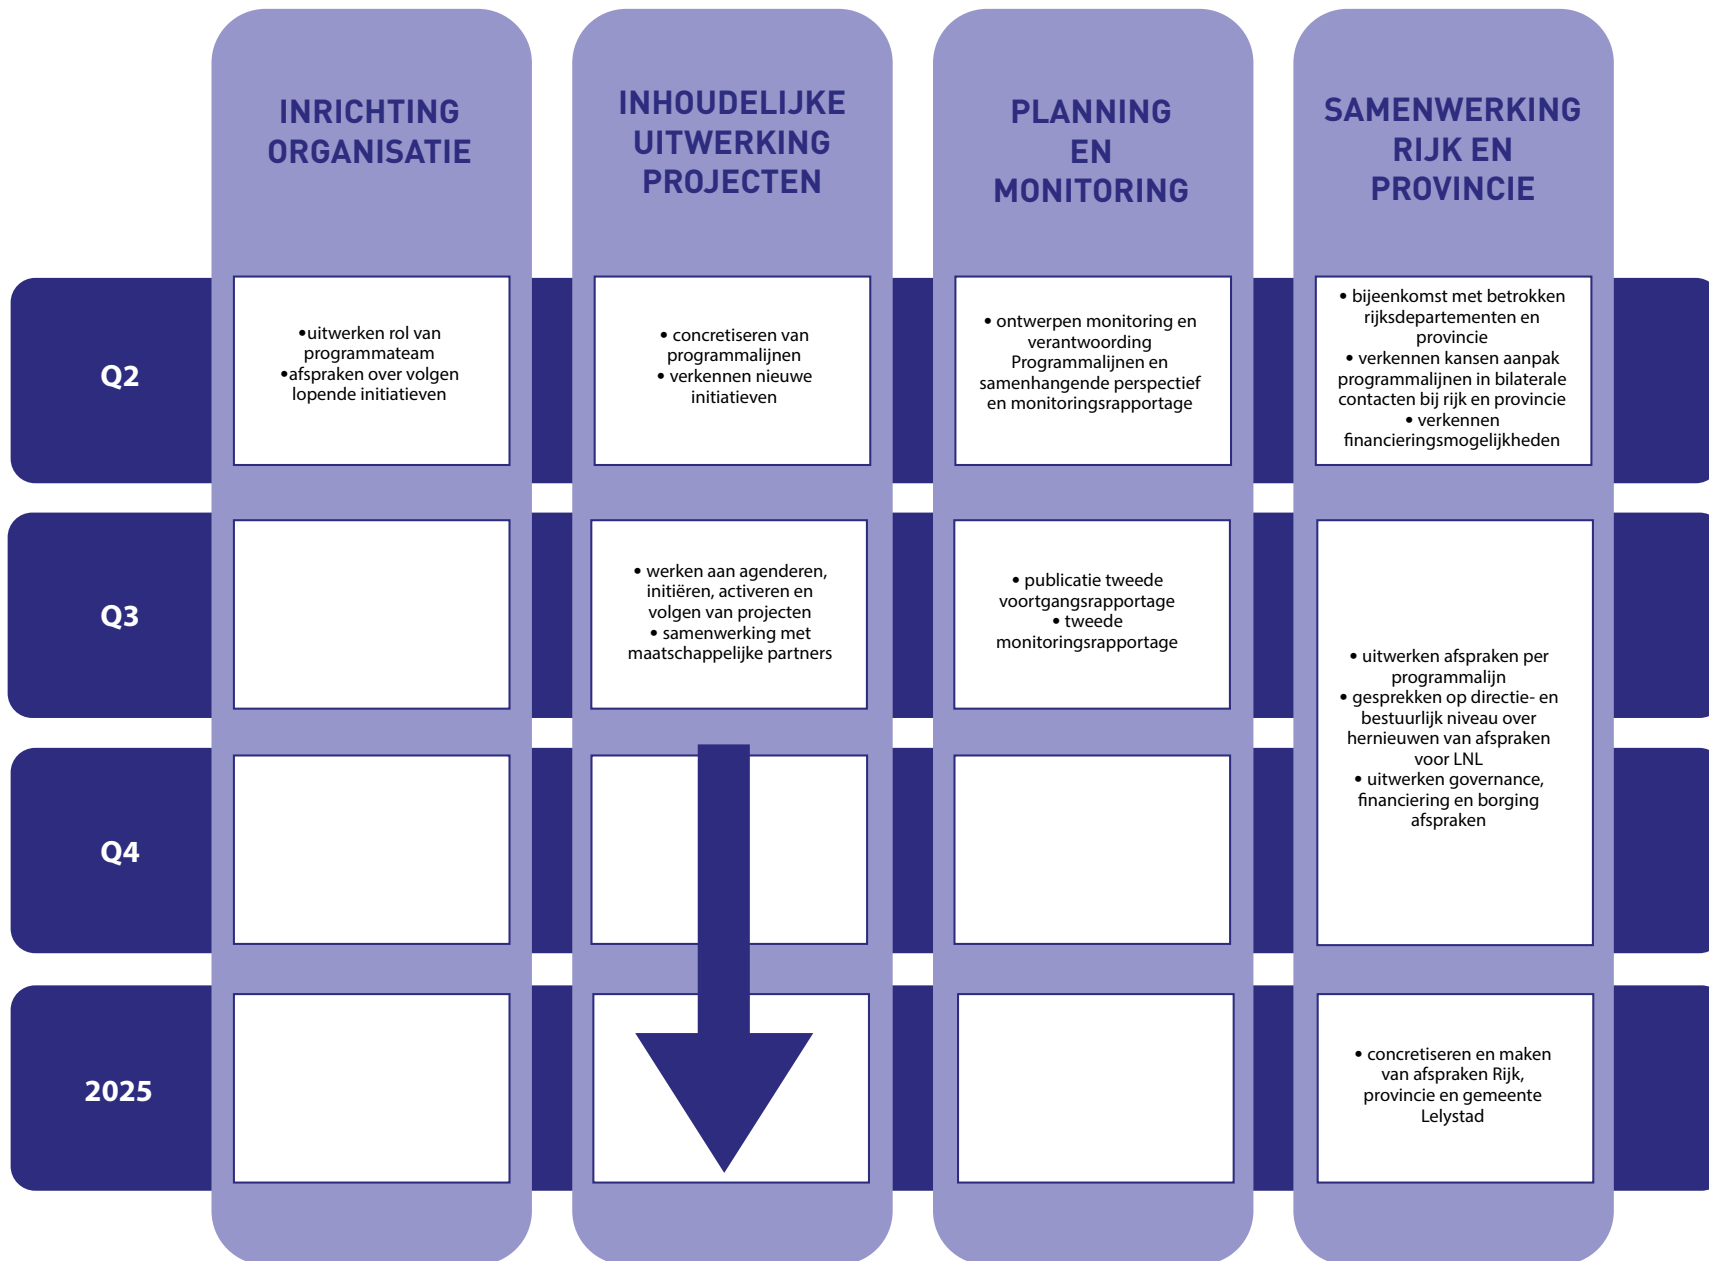 INRICHTING
ORGANISATIE
INHOUDELIJKE
UITWERKING
PROJECTEN
PLANNING
EN
MONITORING
SAMENWERKING
RIJK EN
PROVINCIE
Q2
•uitwerken rol van
programmateam
•afspraken over volgen
lopende initiatieven
• concretiseren van
programmalijnen
• verkennen nieuwe
initiatieven
• ontwerpen monitoring en
verantwoording
Programmalijnen en
samenhangende perspectief
en monitoringsrapportage
• bijeenkomst met betrokken
rijksdepartementen en
provincie
• verkennen kansen aanpak
programmalijnen in bilaterale
contacten bij rijk en provincie
• verkennen
financieringsmogelijkheden
Q3
• werken aan agenderen,
initiëren, activeren en
volgen van projecten
• samenwerking met
maatschappelijke partners
• publicatie tweede
voortgangsrapportage
• tweede
monitoringsrapportage
• uitwerken afspraken per
programmalijn
• gesprekken op directie- en
bestuurlijk niveau over
hernieuwen van afspraken
voor LNL
• uitwerken governance,
financiering en borging
afspraken
Q4
2025
• concretiseren en maken
van afspraken Rijk,
provincie en gemeente
Lelystad